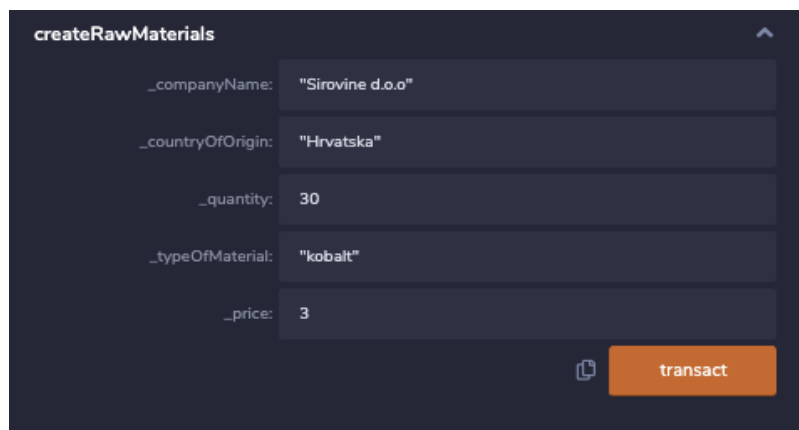 createRawMaterials
_companyName: "Sirovine d.o.o"
_countryOfOrigin: "Hrvatska"
_quantity: 30
_typeOfMaterial: "kobalt"
_price: 3
transact